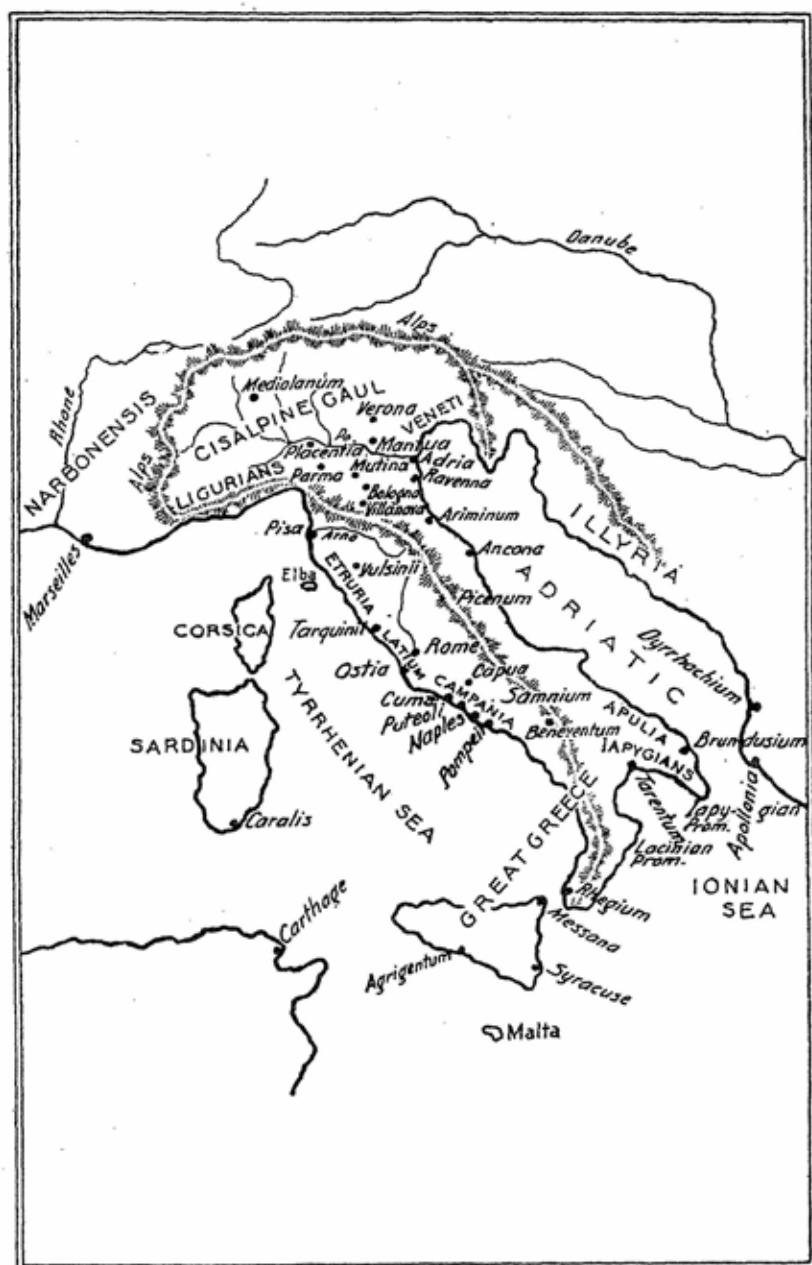 Danube
Alps
Rhone
NARBONENSIS
Mediolanum
CISALPINE GAUL
Verona
VENETI
Alps
Po
Mantua
Placentia
Adria
LIGURIANS
Mutina
Ravenna
Parma
Bologna
Villanova
ILLYRIA
Ariminum
Pisa
Arno
Marseilles
Ancona
Elba
Vulsinii
ETRURIA
ADRIATIC
Picenum
CORSICA
Tarquinii
LATIUM
Rome
Dyrrhachium
Ostia
Capua
CAMPANIA
Samnium
Cuma
Puteoli
Naples
Pompeii
APULIA
Beneventum
Brundusium
TYRRHENIAN SEA
SARDINIA
IAPYGIANS
Tarentum
Iapy-gian
Prom.
Apollonia
Caralis
GREAT GREECE
Lacinian
Prom.
Rhegium
IONIAN
SEA
Carthage
Messana
Agrigentum
Syracuse
Malta